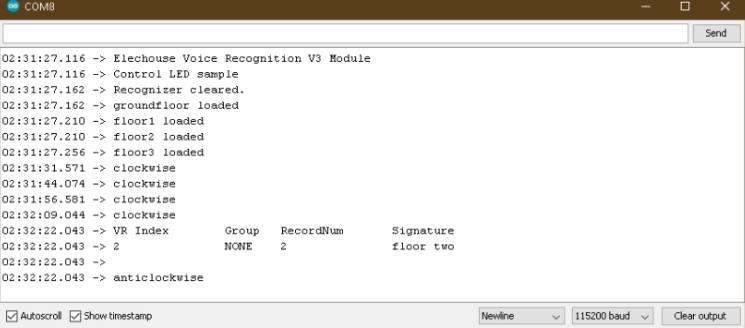 COM8
Send
02:31:27.116 -> Elechouse Voice Recognition V3 Module
02:31:27.116 -> Control LED sample
02:31:27.162 -> Recognizer cleared.
02:31:27.162 -> groundfloor loaded
02:31:27.210 -> floor1 loaded
02:31:27.210 -> floor2 loaded
02:31:27.256 -> floor3 loaded
02:31:31.571 -> clockwise
02:31:44.074 -> clockwise
02:31:56.581 -> clockwise
02:32:09.044 -> clockwise
02:32:22.043 -> VR Index Group RecordNum Signature
02:32:22.043 -> 2 NONE 2 floor two
02:32:22.043 ->
02:32:22.043 -> anticlockwise
Autoscroll Show timestamp Newline 115200 baud Clear output